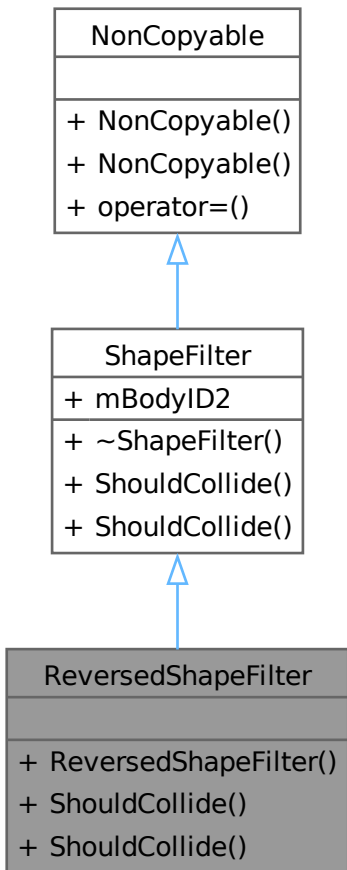 NonCopyable
+ NonCopyable()
+ NonCopyable()
+ operator=()
ShapeFilter
+ mBodyID2
+ ~ShapeFilter()
+ ShouldCollide()
+ ShouldCollide()
ReversedShapeFilter
+ ReversedShapeFilter()
+ ShouldCollide()
+ ShouldCollide()